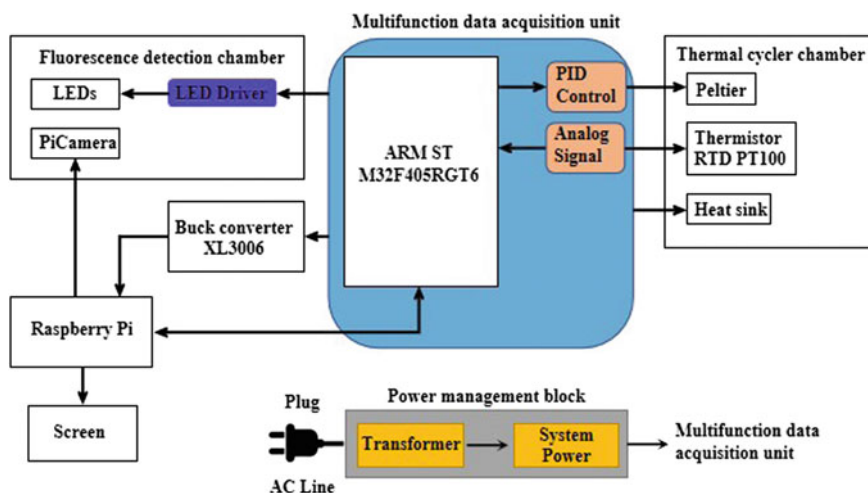 Multifunction data acquisition unit
Fluorescence detection chamber
LEDs
LED Driver
PiCamera
ARM ST
M32F405RGT6
PID
Control
Analog
Signal
Thermal cycler chamber
Peltier
Thermistor
RTD PT100
Heat sink
Buck converter
XL3006
Raspberry Pi
Screen
Power management block
Plug
AC Line
Transformer
System
Power
Multifunction data
acquisition unit